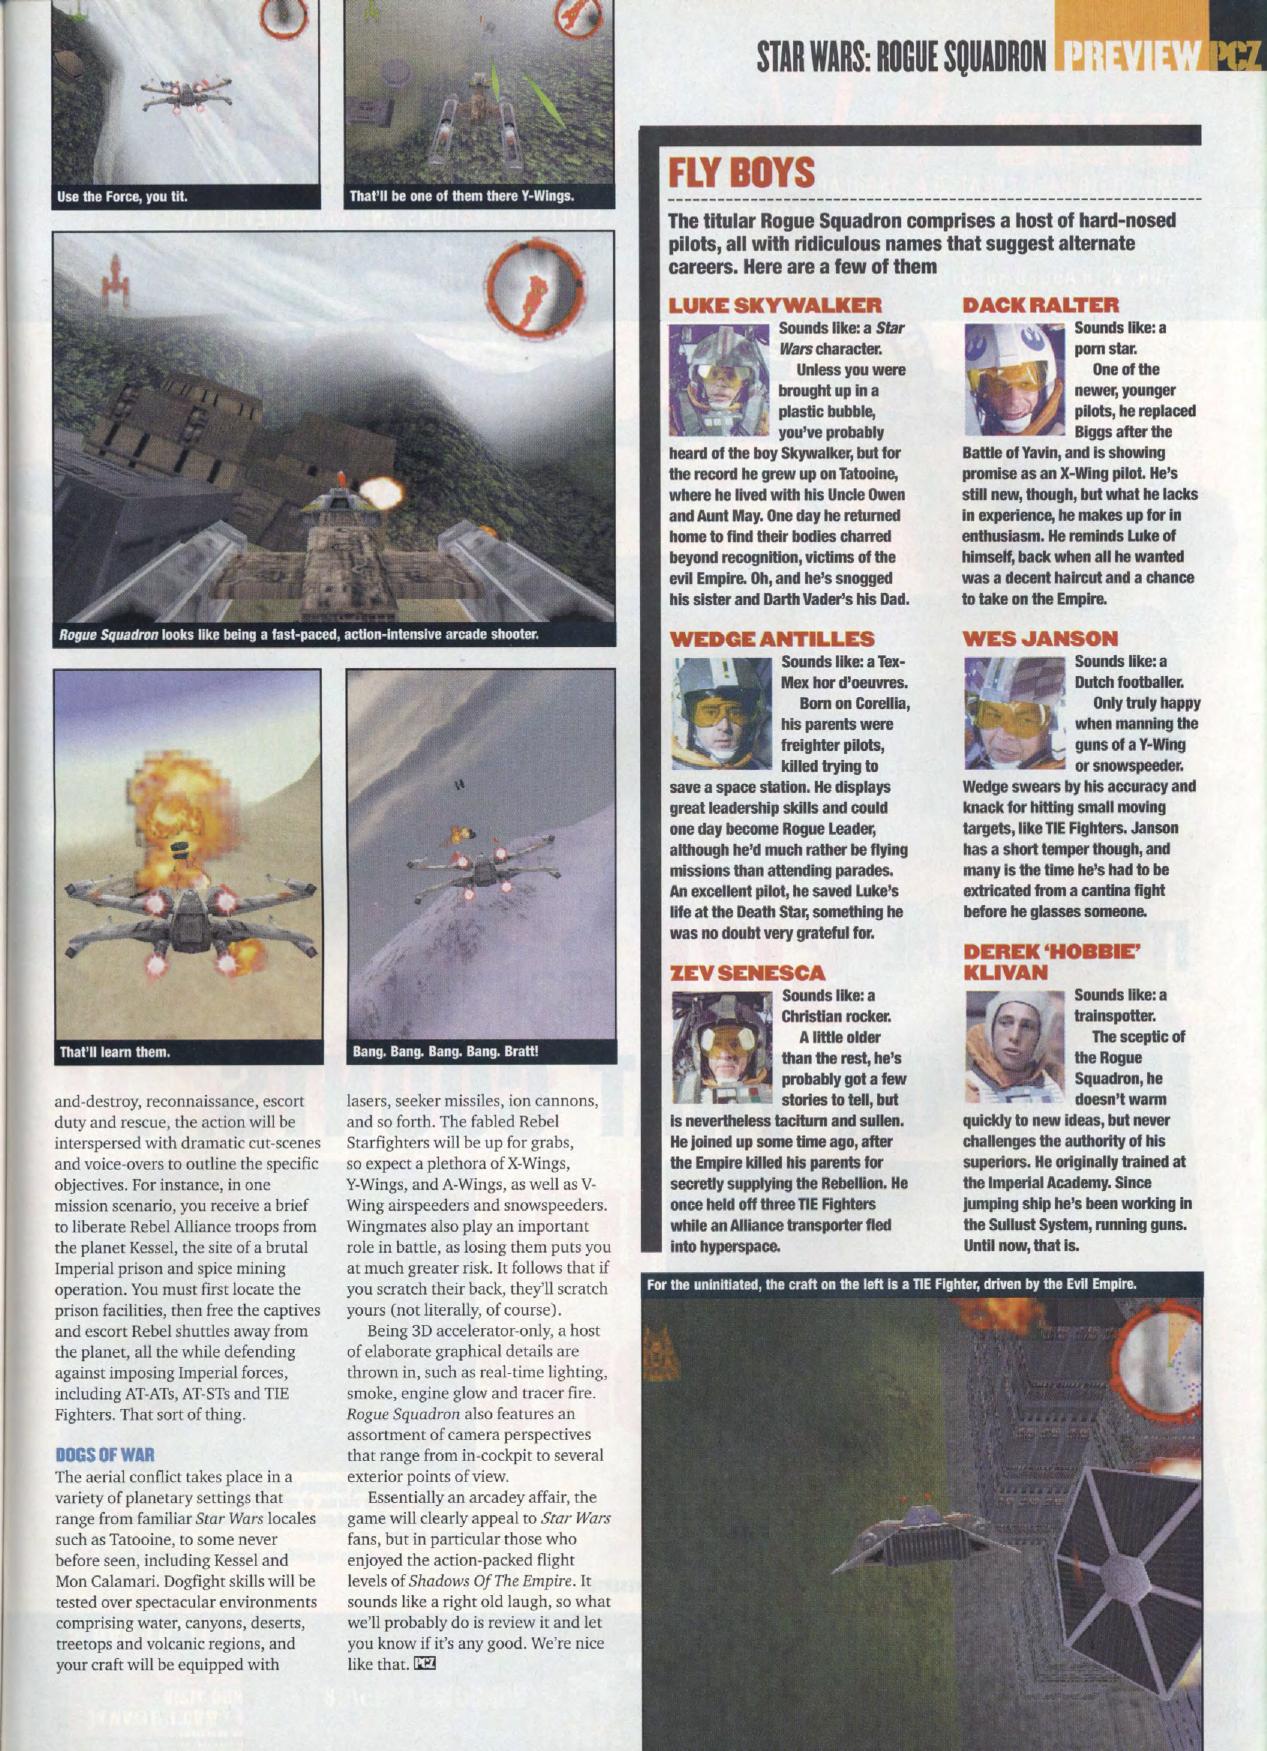 STAR WARS: ROGUE SQUADRON PREVIEW PCZ
Use the Force, you tit.
That'll be one of them there Y-Wings.
Rogue Squadron looks like being a fast-paced, action-intensive arcade shooter.
That'll learn them.
Bang. Bang. Bang. Bang. Bratt!
and-destroy, reconnaissance, escort
duty and rescue, the action will be
interspersed with dramatic cut-scenes
and voice-overs to outline the specific
objectives. For instance, in one
mission scenario, you receive a brief
to liberate Rebel Alliance troops from
the planet Kessel, the site of a brutal
Imperial prison and spice mining
operation. You must first locate the
prison facilities, then free the captives
and escort Rebel shuttles away from
the planet, all the while defending
against imposing Imperial forces,
including AT-ATs, AT-STs and TIE
Fighters. That sort of thing.
DOGS OF WAR
The aerial conflict takes place in a
variety of planetary settings that
range from familiar Star Wars locales
such as Tatooine, to some never
before seen, including Kessel and
Mon Calamari. Dogfight skills will be
tested over spectacular environments
comprising water, canyons, deserts,
treetops and volcanic regions, and
your craft will be equipped with
lasers, seeker missiles, ion cannons,
and so forth. The fabled Rebel
Starfighters will be up for grabs,
so expect a plethora of X-Wings,
Y-Wings, and A-Wings, as well as V-
Wing airspeeders and snowspeeders.
Wingmates also play an important
role in battle, as losing them puts you
at much greater risk. It follows that if
you scratch their back, they'll scratch
yours (not literally, of course).
Being 3D accelerator-only, a host
of elaborate graphical details are
thrown in, such as real-time lighting,
smoke, engine glow and tracer fire.
Rogue Squadron also features an
assortment of camera perspectives
that range from in-cockpit to several
exterior points of view.
Essentially an arcadey affair, the
game will clearly appeal to Star Wars
fans, but in particular those who
enjoyed the action-packed flight
levels of Shadows Of The Empire. It
sounds like a right old laugh, so what
we'll probably do is review it and let
you know if it's any good. We're nice
like that. PCZ
FLY BOYS
The titular Rogue Squadron comprises a host of hard-nosed
pilots, all with ridiculous names that suggest alternate
careers. Here are a few of them
LUKE SKYWALKER
Sounds like: a Star
Wars character.
Unless you were
brought up in a
plastic bubble,
you've probably
heard of the boy Skywalker, but for
the record he grew up on Tatooine,
where he lived with his Uncle Owen
and Aunt May. One day he returned
home to find their bodies charred
beyond recognition, victims of the
evil Empire. Oh, and he's snogged
his sister and Darth Vader's his Dad.
WEDGE ANTILLES
Sounds like: a Tex-
Mex hor d'oeuvres.
Born on Corellia,
his parents were
freighter pilots,
killed trying to
save a space station. He displays
great leadership skills and could
one day become Rogue Leader,
although he'd much rather be flying
missions than attending parades.
An excellent pilot, he saved Luke's
life at the Death Star, something he
was no doubt very grateful for.
ZEV SENESCA
Sounds like: a
Christian rocker.
A little older
than the rest, he's
probably got a few
stories to tell, but
is nevertheless taciturn and sullen.
He joined up some time ago, after
the Empire killed his parents for
secretly supplying the Rebellion. He
once held off three TIE Fighters
while an Alliance transporter fled
into hyperspace.
DACK RALTER
Sounds like: a
porn star.
One of the
newer, younger
pilots, he replaced
Biggs after the
Battle of Yavin, and is showing
promise as an X-Wing pilot. He's
still new, though, but what he lacks
in experience, he makes up for in
enthusiasm. He reminds Luke of
himself, back when all he wanted
was a decent haircut and a chance
to take on the Empire.
WES JANSON
Sounds like: a
Dutch footballer.
Only truly happy
when manning the
guns of a Y-Wing
or snowspeeder.
Wedge swears by his accuracy and
knack for hitting small moving
targets, like TIE Fighters. Janson
has a short temper though, and
many is the time he's had to be
extricated from a cantina fight
before he glasses someone.
DEREK 'HOBBIE'
KLIVAN
Sounds like: a
trainspotter.
The sceptic of
the Rogue
Squadron, he
doesn't warm
quickly to new ideas, but never
challenges the authority of his
superiors. He originally trained at
the Imperial Academy. Since
jumping ship he's been working in
the Sullust System, running guns.
Until now, that is.
For the uninitiated, the craft on the left is a TIE Fighter, driven by the Evil Empire.